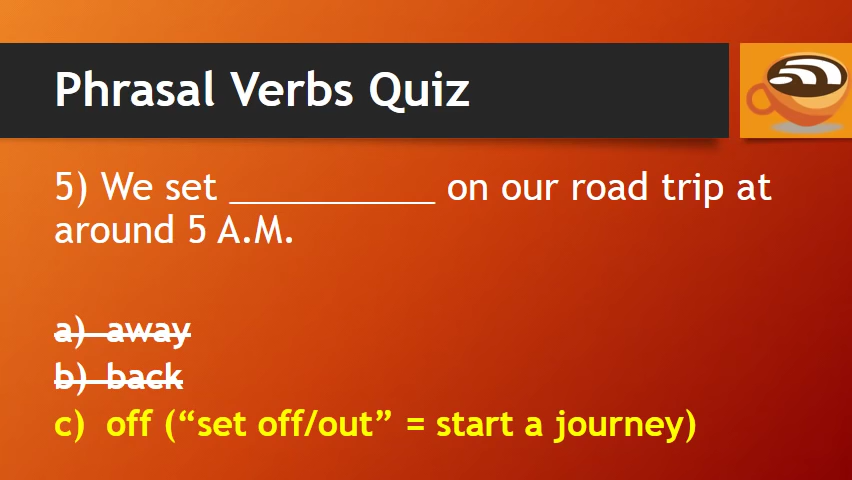 Phrasal Verbs Quiz
5) We set ___________ on our road trip at
around 5 A.M.
a) away
b) back
c) off (“set off/out” = start a journey)